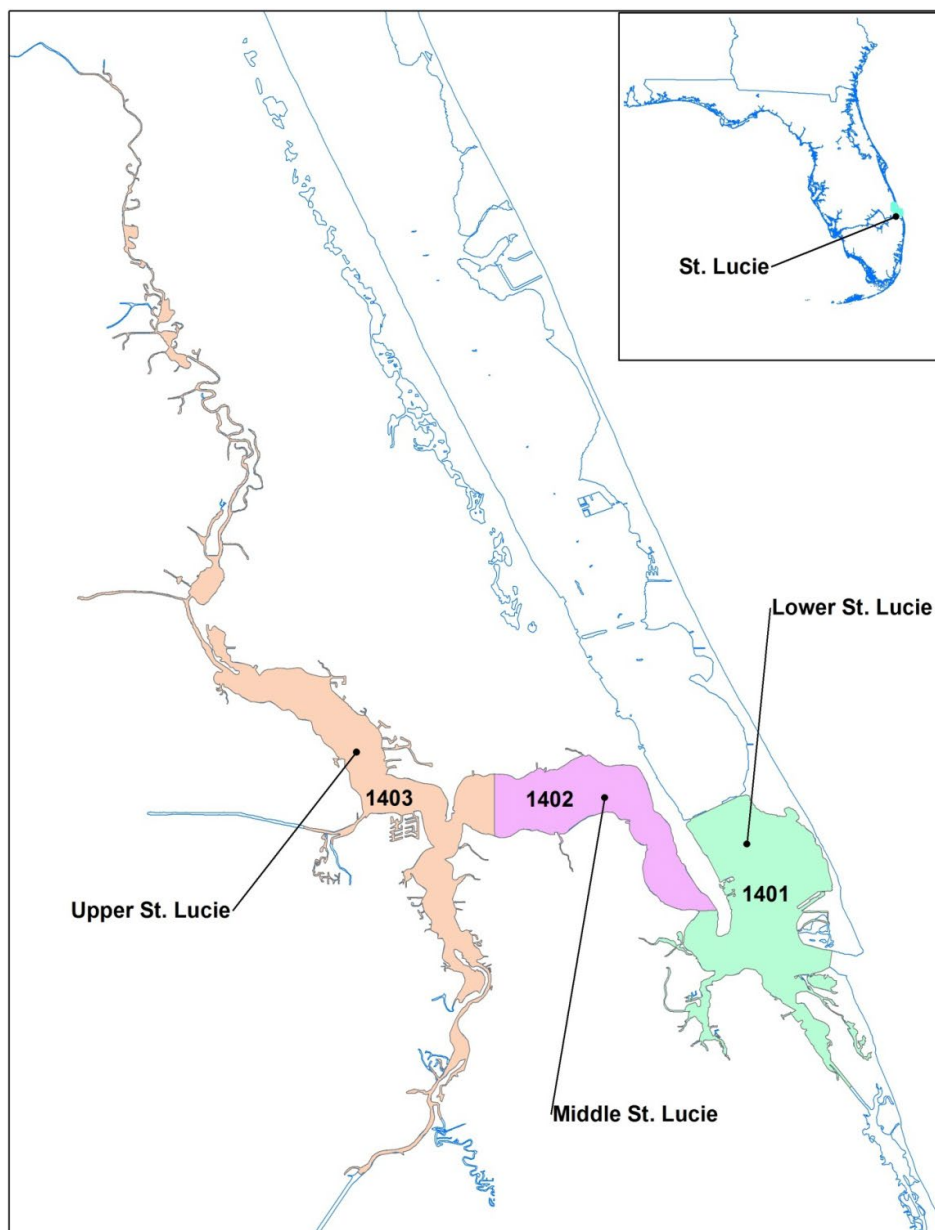 St. Lucie
Lower St. Lucie
1403
1402
1401
Upper St. Lucie
Middle St. Lucie